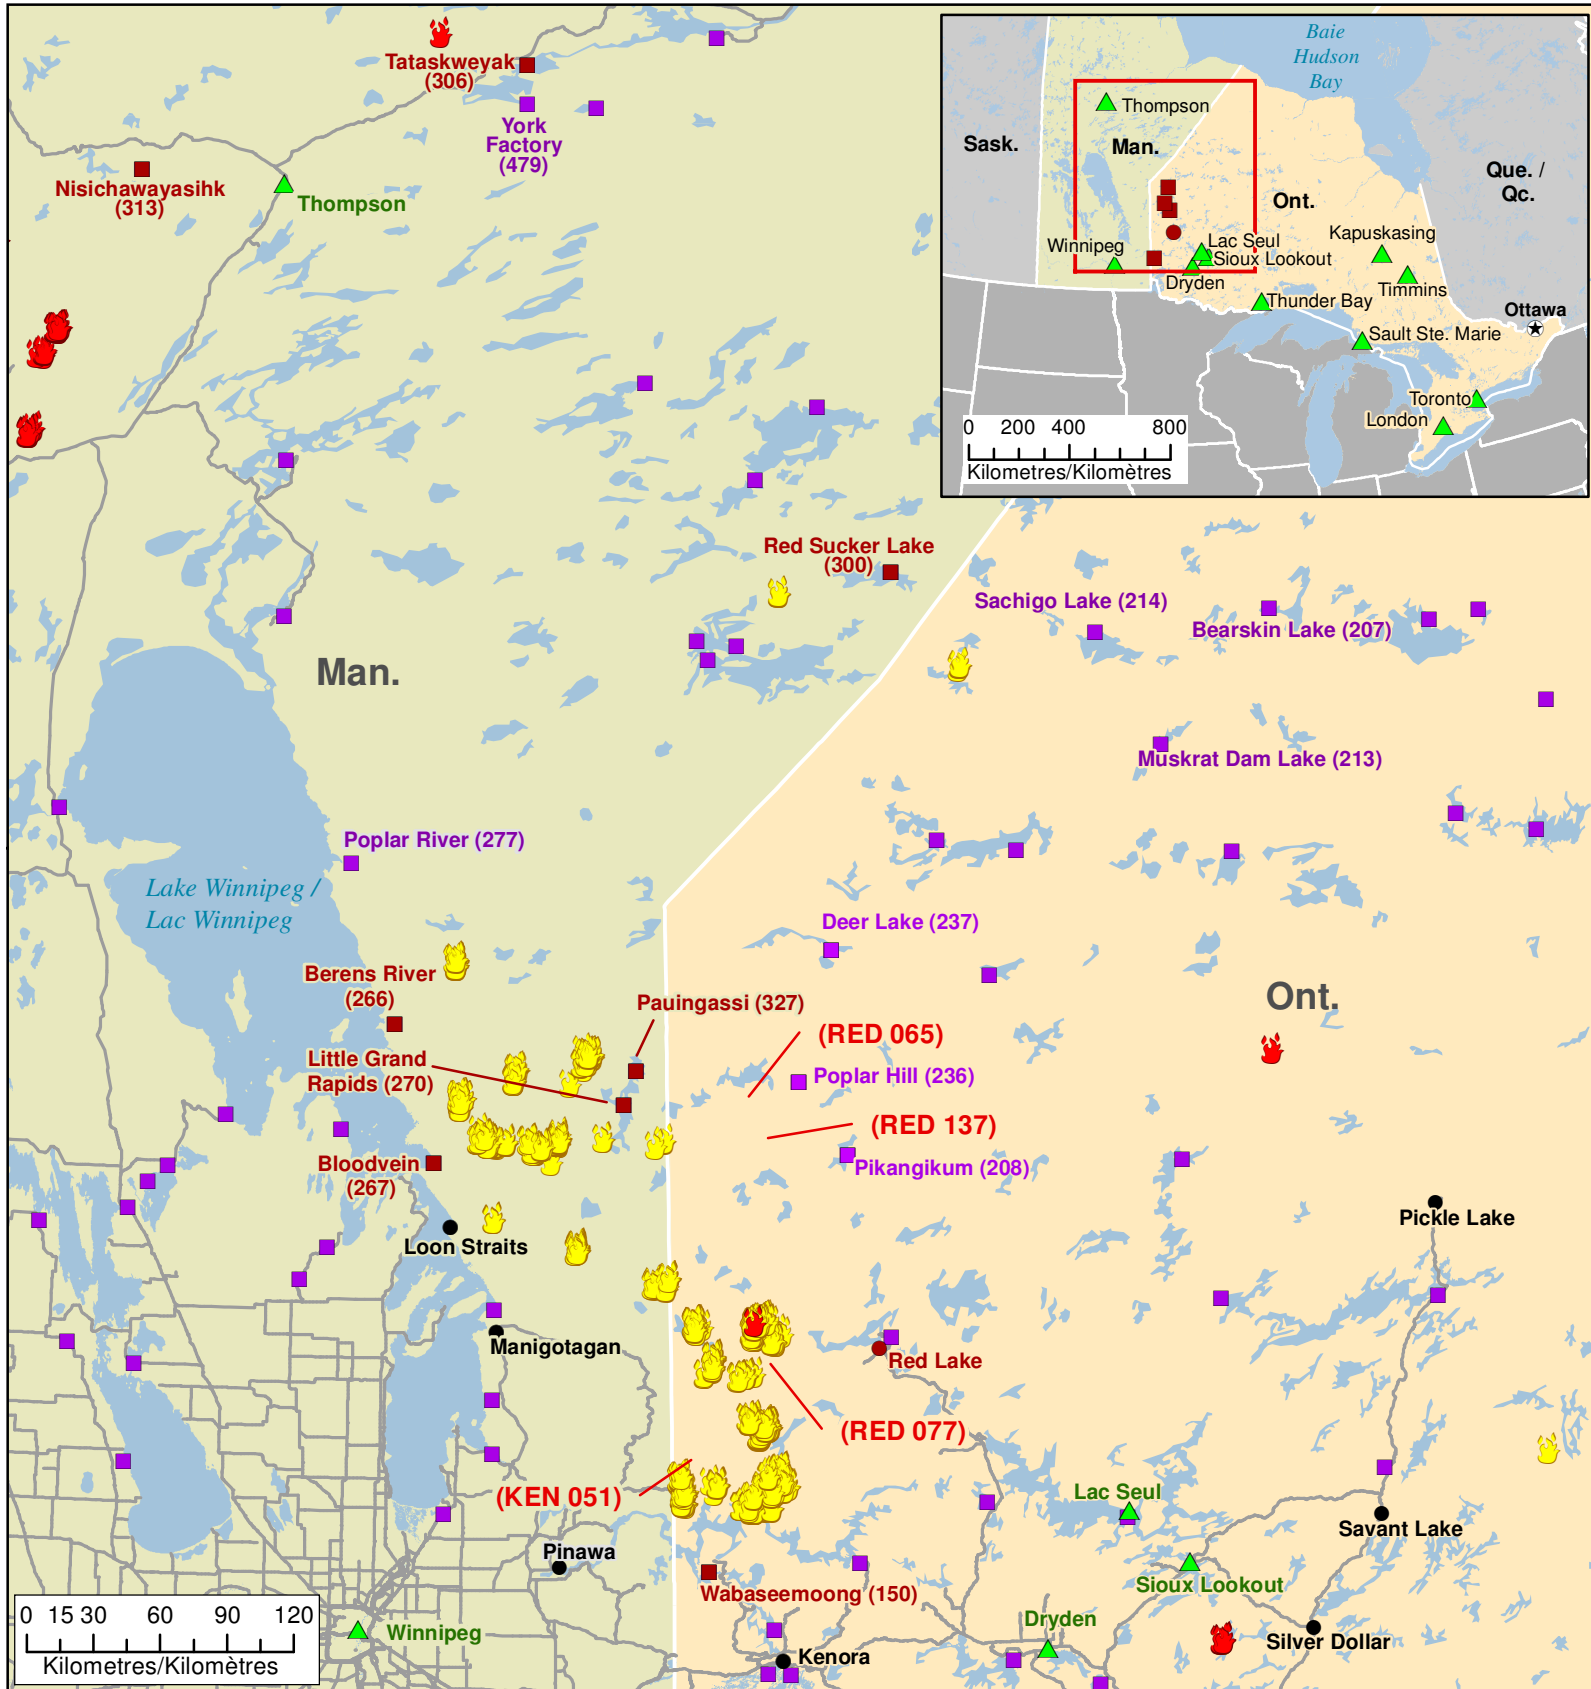 Tataskweyak
(306)
York
Factory
(479)
Nisichawayasihk
(313)
Thompson
Baie
Hudson
Bay
Thompson
Sask.
Man.
Que. /
Qc.
Ont.
Winnipeg
Lac Seul
Sioux Lookout
Dryden
Kapuskasing
Timmins
Thunder Bay
Ottawa
Sault Ste. Marie
Toronto
London
0 200 400 800
Kilometres/Kilomètres
Red Sucker Lake
(300)
Sachigo Lake (214)
Bearskin Lake (207)
Man.
Muskrat Dam Lake (213)
Poplar River (277)
Lake Winnipeg /
Lac Winnipeg
Deer Lake (237)
Berens River
(266)
Pauingassi (327)
Ont.
(RED 065)
Little Grand
Rapids (270)
Poplar Hill (236)
(RED 137)
Bloodvein
(267)
Pikangikum (208)
Pickle Lake
Loon Straits
Manigotagan
Red Lake
(RED 077)
(KEN 051)
Lac Seul
Savant Lake
Pinawa
Sioux Lookout
Wabaseemoong (150)
Dryden
Silver Dollar
Winnipeg
Kenora
0 15 30 60 90 120
Kilometres/Kilomètres